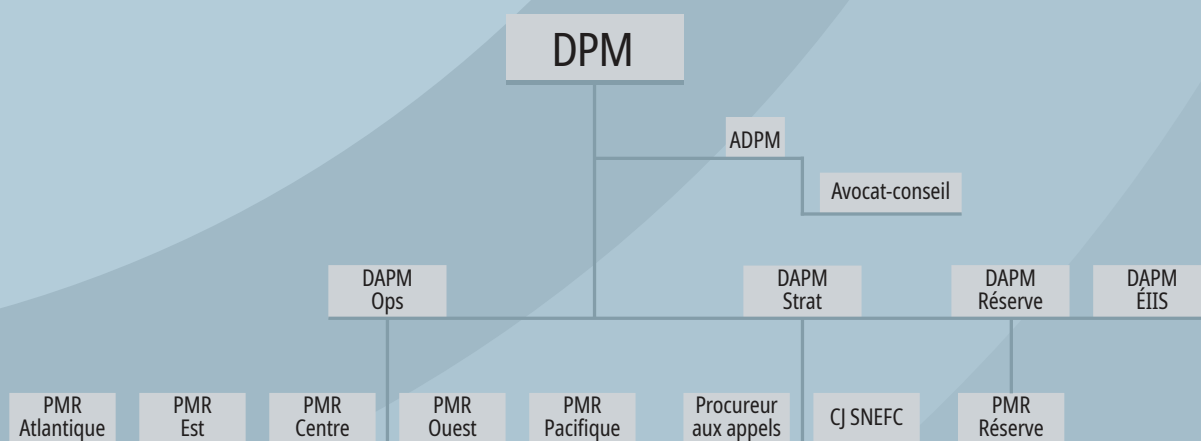 DPM
ADPM
Avocat-conseil
DAPM
Ops
DAPM
Strat
DAPM
Réserve
DAPM
ÉIIS
PMR
Atlantique
PMR
Est
PMR
Centre
PMR
Ouest
PMR
Pacifique
Procureur
aux appels
CJ SNEFC
PMR
Réserve